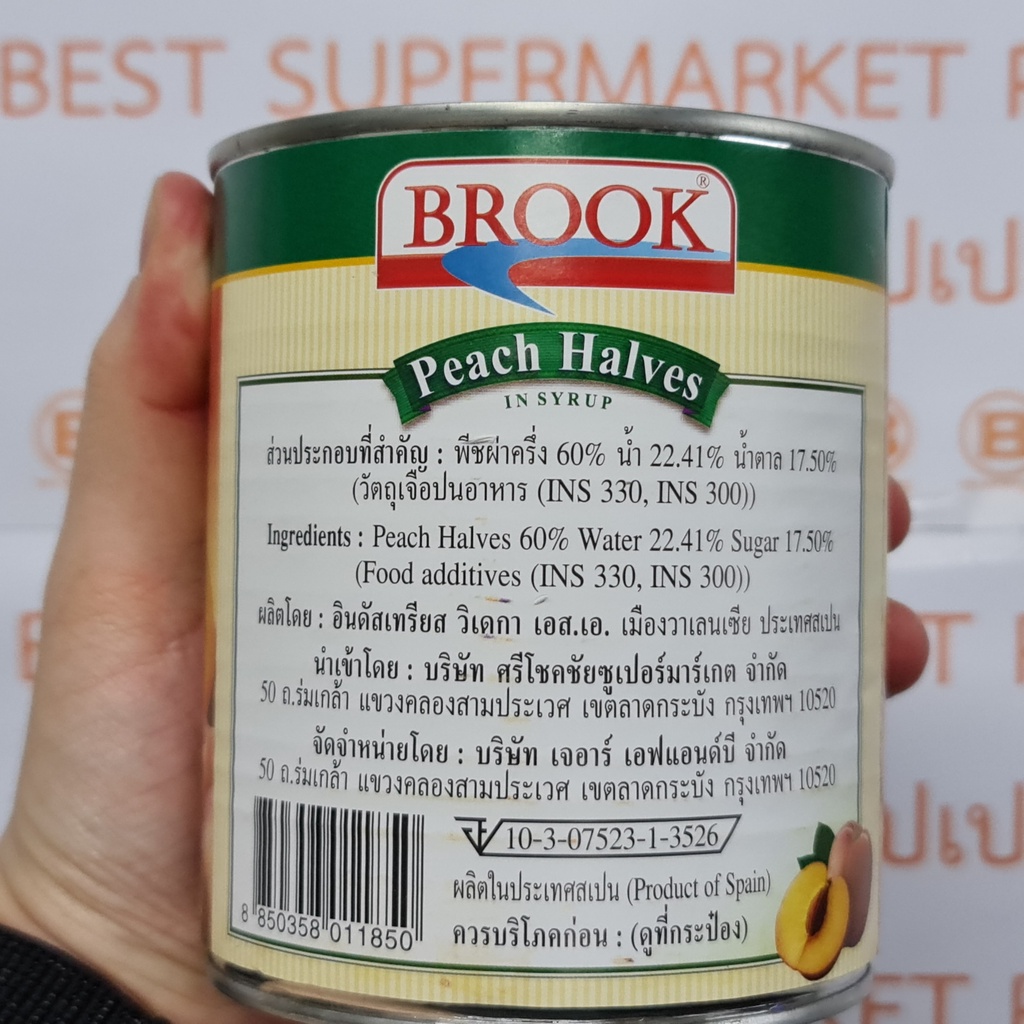 BEST SUPERMARKET
BROOK®
Peach Halves
IN SYRUP
ส่วนประกอบที่สำคัญ : พีชผ่าครึ่ง 60% น้ำ 22.41% น้ำตาล 17.50%
(วัตถุเจือปนอาหาร (INS 330, INS 300))
Ingredients : Peach Halves 60% Water 22.41% Sugar 17.50%
(Food additives (INS 330, INS 300))
ผลิตโดย : อินดัสเทรียส วิเดกา เอส.เอ. เมืองวาเลนเซีย ประเทศสเปน
นำเข้าโดย : บริษัท ศรีโชคชัยซูเปอร์มาร์เกต จำกัด
50 ถ.ร่มเกล้า แขวงคลองสามประเวศ เขตลาดกระบัง กรุงเทพฯ 10520
จัดจำหน่ายโดย : บริษัท เจอาร์ เอฟแอนด์บี จำกัด
50 ถ.ร่มเกล้า แขวงคลองสามประเวศ เขตลาดกระบัง กรุงเทพฯ 10520
10-3-07523-1-3526
ผลิตในประเทศสเปน (Product of Spain)
ควรบริโภคก่อน : (ดูที่กระป๋อง)
8 850358 011850